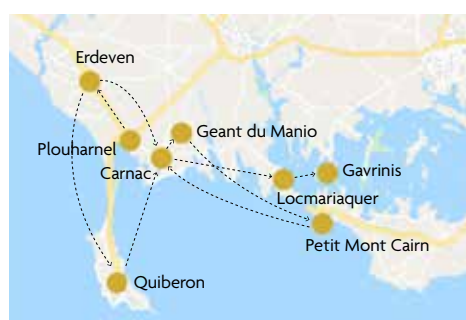 Erdeven
Geant du Manio
Plouharnel
Carnac
Gavrinis
Locmariaquer
Petit Mont Cairn
Quiberon